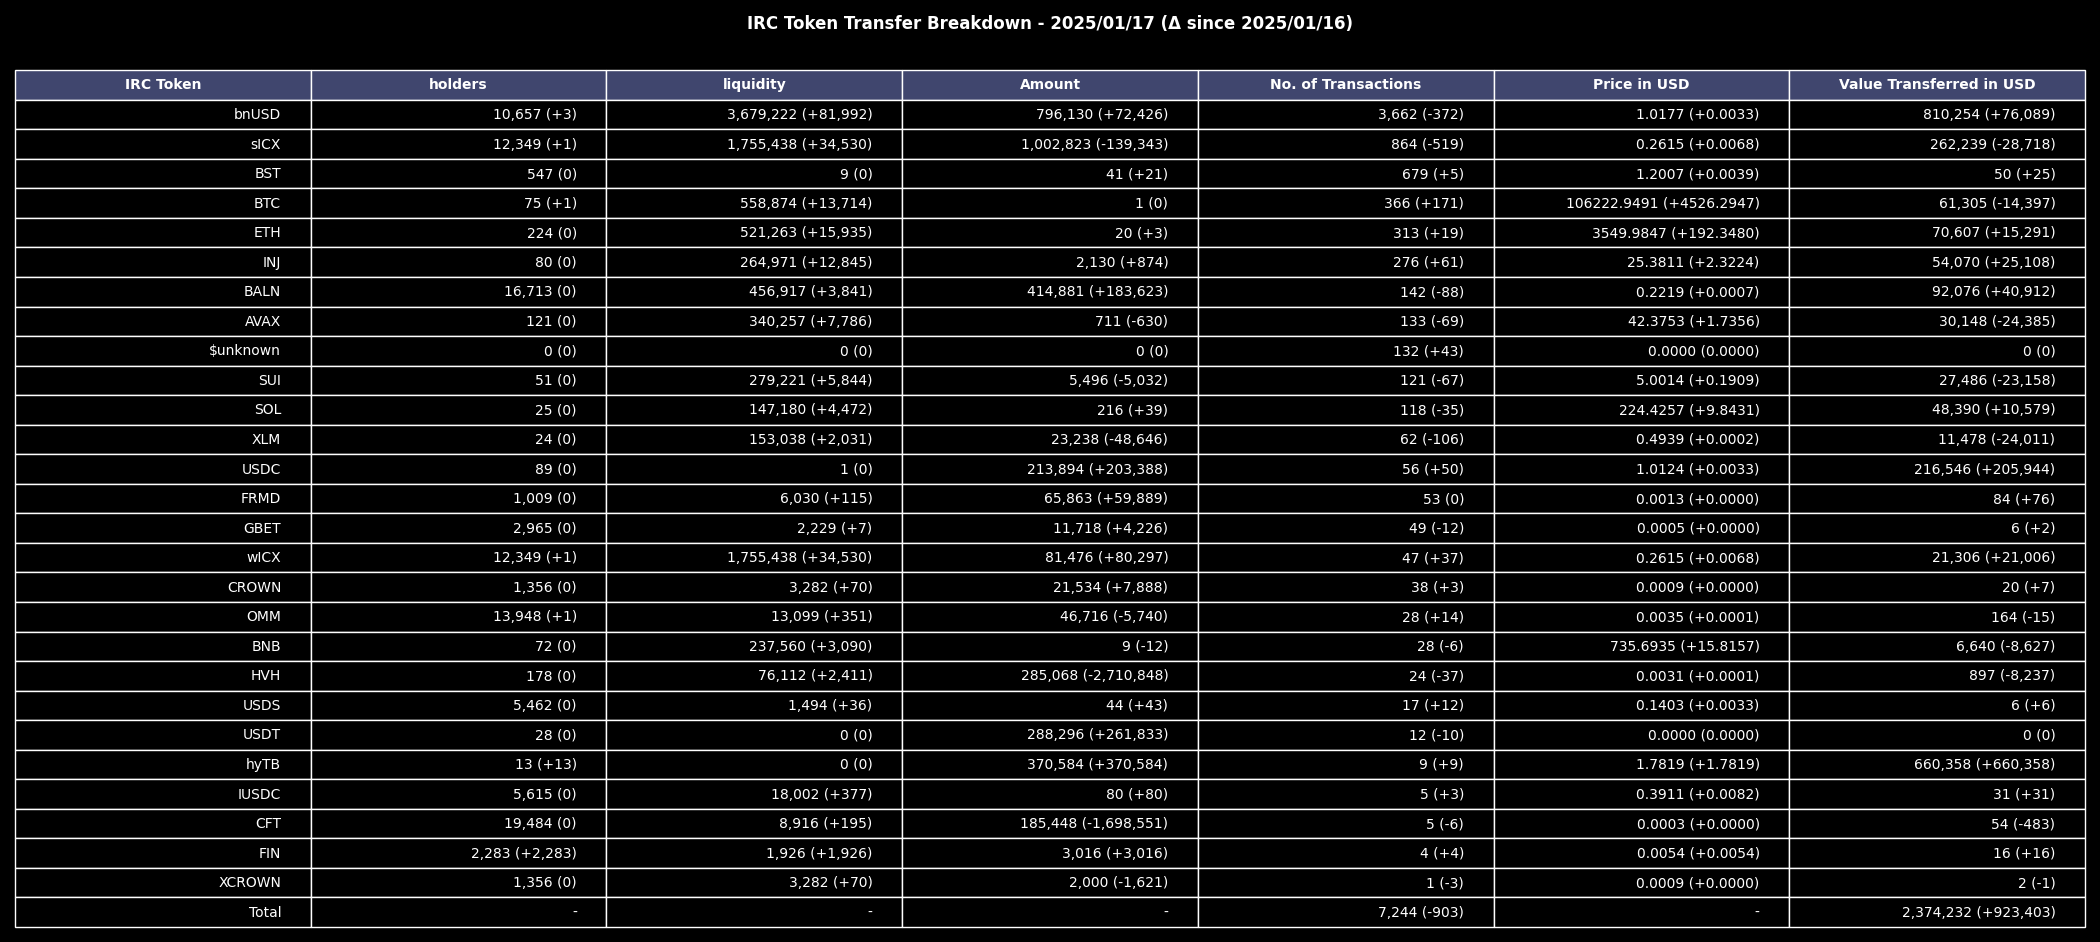 IRC Token Transfer Breakdown - 2025/01/17 (Δ since 2025/01/16)
IRC Token holders liquidity Amount No. of Transactions Price in USD Value Transferred in USD
bnUSD 10,657 (+3) 3,679,222 (+81,992) 796,130 (+72,426) 3,662 (-372) 1.0177 (+0.0033) 810,254 (+76,089)
sICX 12,349 (+1) 1,755,438 (+34,530) 1,002,823 (-139,343) 864 (-519) 0.2615 (+0.0068) 262,239 (-28,718)
BST 547 (0) 9 (0) 41 (+21) 679 (+5) 1.2007 (+0.0039) 50 (+25)
BTC 75 (+1) 558,874 (+13,714) 1 (0) 366 (+171) 106222.9491 (+4526.2947) 61,305 (-14,397)
ETH 224 (0) 521,263 (+15,935) 20 (+3) 313 (+19) 3549.9847 (+192.3480) 70,607 (+15,291)
INJ 80 (0) 264,971 (+12,845) 2,130 (+874) 276 (+61) 25.3811 (+2.3224) 54,070 (+25,108)
BALN 16,713 (0) 456,917 (+3,841) 414,881 (+183,623) 142 (-88) 0.2219 (+0.0007) 92,076 (+40,912)
AVAX 121 (0) 340,257 (+7,786) 711 (-630) 133 (-69) 42.3753 (+1.7356) 30,148 (-24,385)
$unknown 0 (0) 0 (0) 0 (0) 132 (+43) 0.0000 (0.0000) 0 (0)
SUI 51 (0) 279,221 (+5,844) 5,496 (-5,032) 121 (-67) 5.0014 (+0.1909) 27,486 (-23,158)
SOL 25 (0) 147,180 (+4,472) 216 (+39) 118 (-35) 224.4257 (+9.8431) 48,390 (+10,579)
XLM 24 (0) 153,038 (+2,031) 23,238 (-48,646) 62 (-106) 0.4939 (+0.0002) 11,478 (-24,011)
USDC 89 (0) 1 (0) 213,894 (+203,388) 56 (+50) 1.0124 (+0.0033) 216,546 (+205,944)
FRMD 1,009 (0) 6,030 (+115) 65,863 (+59,889) 53 (0) 0.0013 (+0.0000) 84 (+76)
GBET 2,965 (0) 2,229 (+7) 11,718 (+4,226) 49 (-12) 0.0005 (+0.0000) 6 (+2)
wICX 12,349 (+1) 1,755,438 (+34,530) 81,476 (+80,297) 47 (+37) 0.2615 (+0.0068) 21,306 (+21,006)
CROWN 1,356 (0) 3,282 (+70) 21,534 (+7,888) 38 (+3) 0.0009 (+0.0000) 20 (+7)
OMM 13,948 (+1) 13,099 (+351) 46,716 (-5,740) 28 (+14) 0.0035 (+0.0001) 164 (-15)
BNB 72 (0) 237,560 (+3,090) 9 (-12) 28 (-6) 735.6935 (+15.8157) 6,640 (-8,627)
HVH 178 (0) 76,112 (+2,411) 285,068 (-2,710,848) 24 (-37) 0.0031 (+0.0001) 897 (-8,237)
USDS 5,462 (0) 1,494 (+36) 44 (+43) 17 (+12) 0.1403 (+0.0033) 6 (+6)
USDT 28 (0) 0 (0) 288,296 (+261,833) 12 (-10) 0.0000 (0.0000) 0 (0)
hyTB 13 (+13) 0 (0) 370,584 (+370,584) 9 (+9) 1.7819 (+1.7819) 660,358 (+660,358)
IUSDC 5,615 (0) 18,002 (+377) 80 (+80) 5 (+3) 0.3911 (+0.0082) 31 (+31)
CFT 19,484 (0) 8,916 (+195) 185,448 (-1,698,551) 5 (-6) 0.0003 (+0.0000) 54 (-483)
FIN 2,283 (+2,283) 1,926 (+1,926) 3,016 (+3,016) 4 (+4) 0.0054 (+0.0054) 16 (+16)
XCROWN 1,356 (0) 3,282 (+70) 2,000 (-1,621) 1 (-3) 0.0009 (+0.0000) 2 (-1)
Total - - - 7,244 (-903) - 2,374,232 (+923,403)